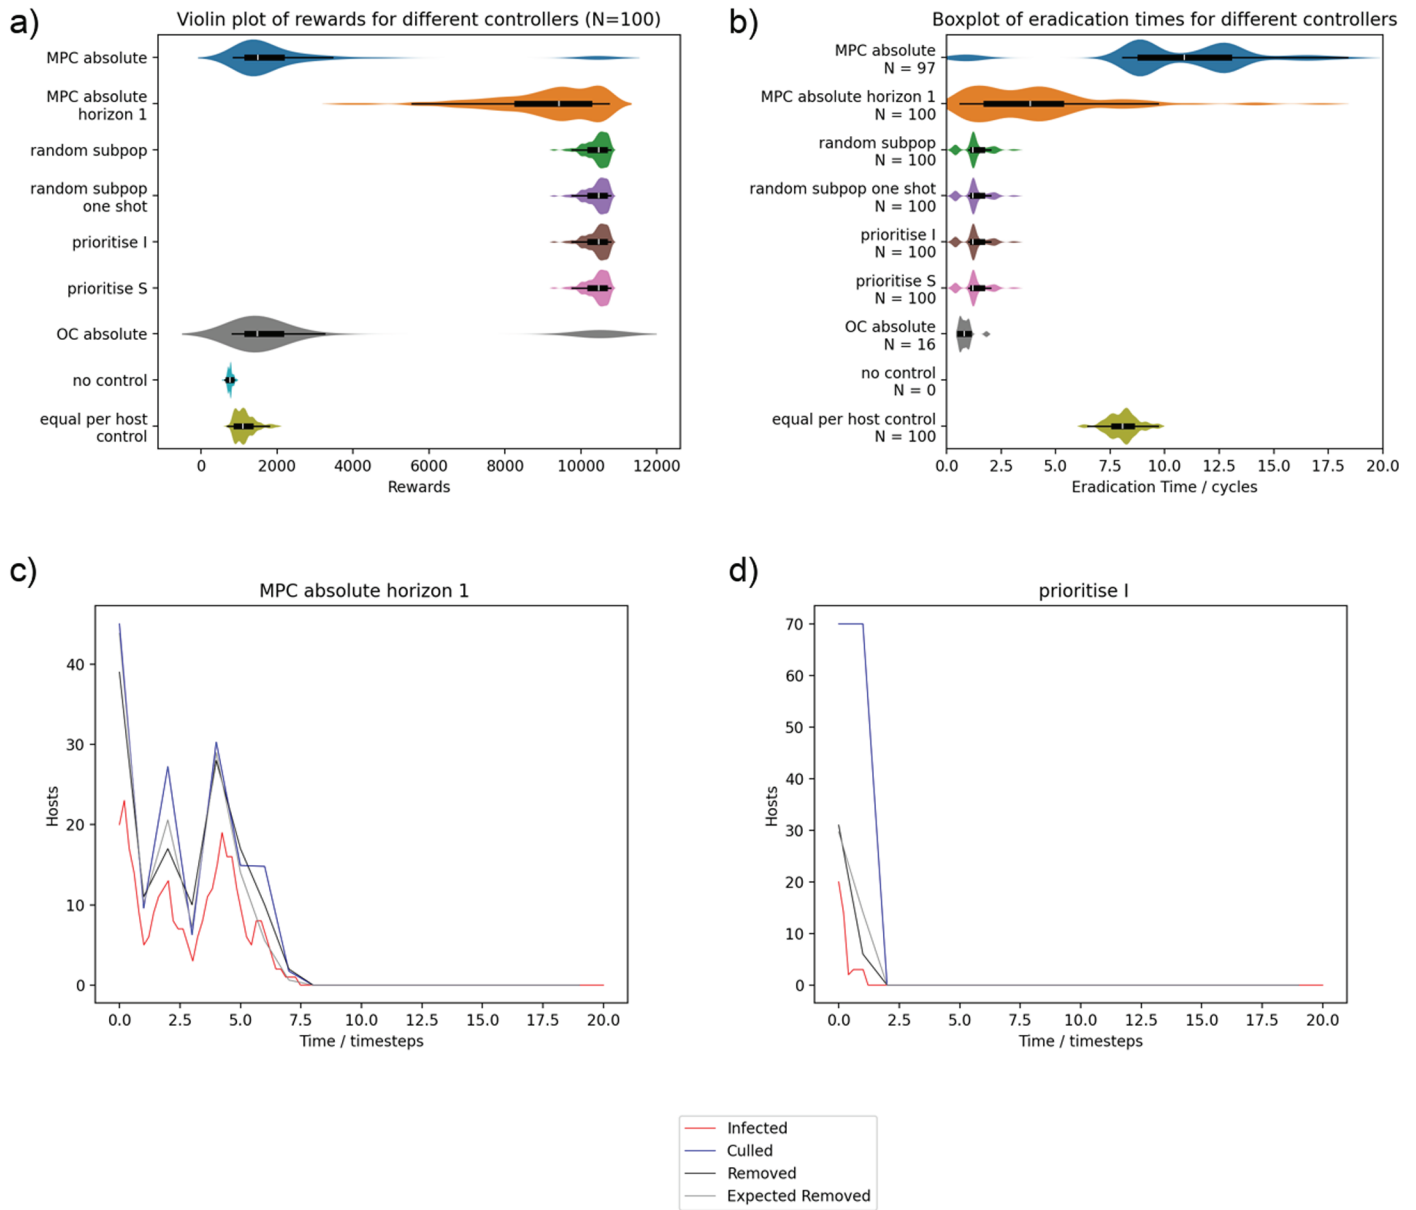 a)
Violin plot of rewards for different controllers (N=100)
MPC absolute
MPC absolute
horizon 1
random subpop
random subpop
one shot
prioritise I
prioritise S
OC absolute
no control
equal per host
control
0 2000 4000 6000 8000 10000 12000
Rewards
b)
Boxplot of eradication times for different controllers
MPC absolute
N = 97
MPC absolute horizon 1
N = 100
random subpop
N = 100
random subpop one shot
N = 100
prioritise I
N = 100
prioritise S
N = 100
OC absolute
N = 16
no control
N = 0
equal per host control
N = 100
0.0 2.5 5.0 7.5 10.0 12.5 15.0 17.5 20.0
Eradication Time / cycles
c)
MPC absolute horizon 1
Hosts
40
30
20
10
0
0.0 2.5 5.0 7.5 10.0 12.5 15.0 17.5 20.0
Time / timesteps
d)
prioritise I
Hosts
70
60
50
40
30
20
10
0
0.0 2.5 5.0 7.5 10.0 12.5 15.0 17.5 20.0
Time / timesteps
Infected
Culled
Removed
Expected Removed